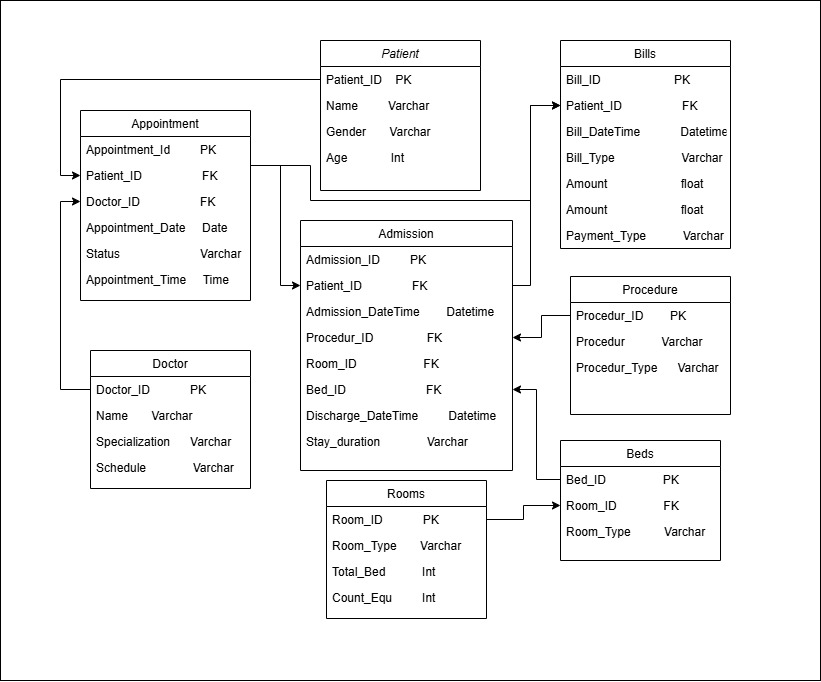 Patient
Patient_ID PK
Name Varchar
Gender Varchar
Age Int
Bills
Bill_ID PK
Patient_ID FK
Bill_DateTime Datetime
Bill_Type Varchar
Amount float
Amount float
Payment_Type Varchar
Appointment
Appointment_Id PK
Patient_ID FK
Doctor_ID FK
Appointment_Date Date
Status Varchar
Appointment_Time Time
Admission
Admission_ID PK
Patient_ID FK
Admission_DateTime Datetime
Procedur_ID FK
Room_ID FK
Bed_ID FK
Discharge_DateTime Datetime
Stay_duration Varchar
Procedure
Procedur_ID PK
Procedur Varchar
Procedur_Type Varchar
Doctor
Doctor_ID PK
Name Varchar
Specialization Varchar
Schedule Varchar
Beds
Bed_ID PK
Room_ID FK
Room_Type Varchar
Rooms
Room_ID PK
Room_Type Varchar
Total_Bed Int
Count_Equ Int